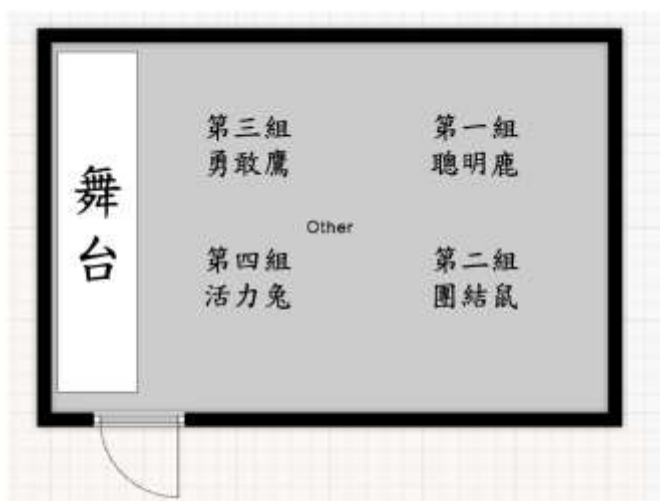 舞台
第三組
勇敢鷹
第一組
聰明鹿
Other
第四組
活力兔
第二組
團結鼠